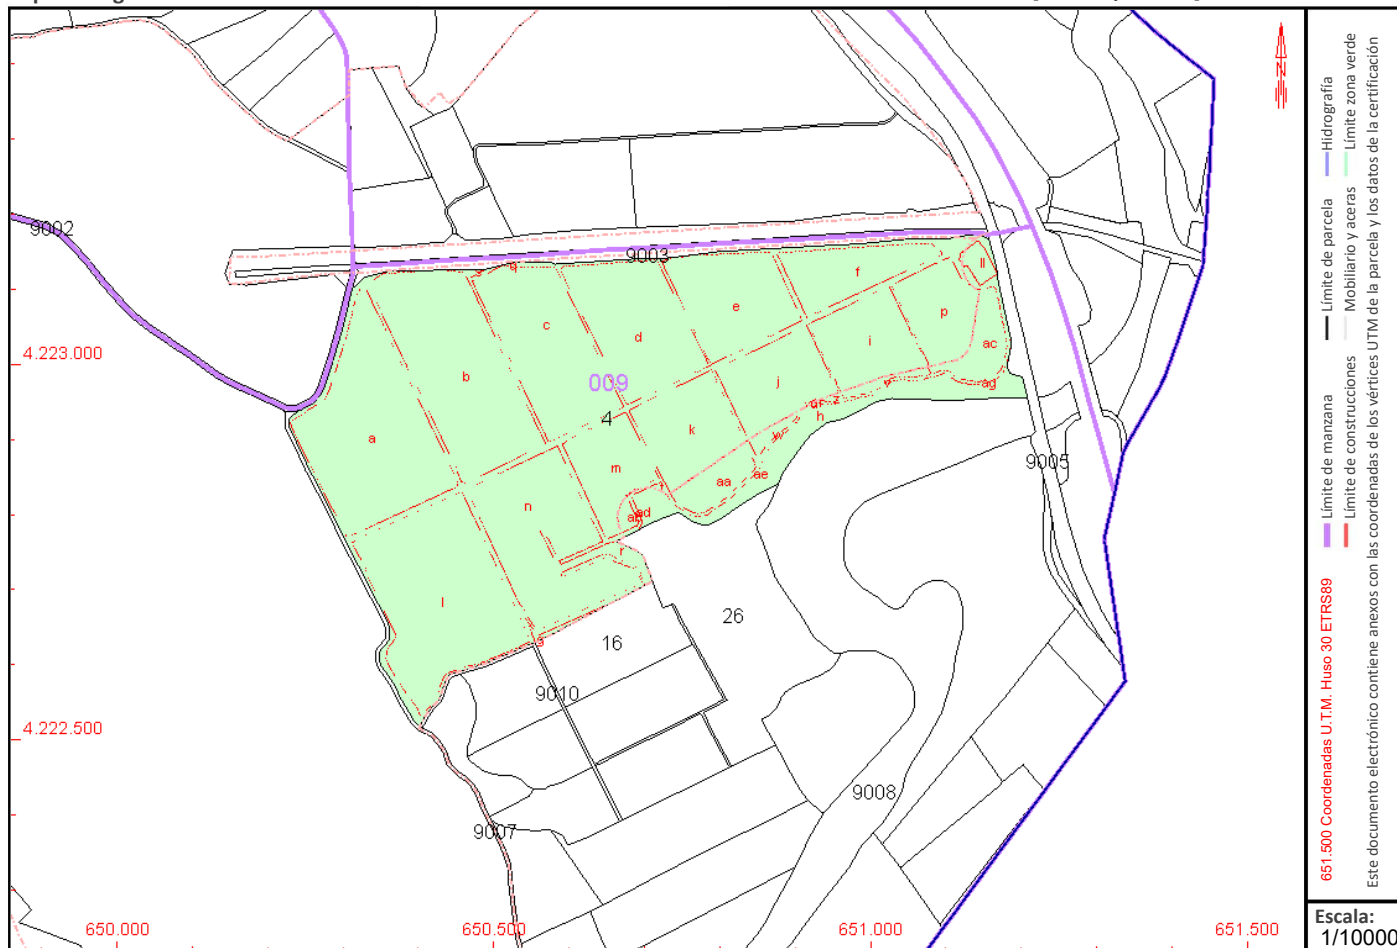 N
9002
9003
q
ll
f
c
e
p
d
i
ac
b
009
j
ag
v
z
af
4
h
a
k
w
m
9005
aa
ae
n
t
ad
r
l
26
16
9010
9008
9007
4.223.000
4.222.500
650.000
650.500
651.000
651.500
Límite de manzana
Límite de parcela
Hidrografía
Límite de construcciones
Mobiliario y aceras
Límite zona verde
651.500 Coordenadas U.T.M. Huso 30 ETRS89
Este documento electrónico contiene anexos con las coordenadas de los vértices UTM de la parcela y los datos de la certificación
Escala:
1/10000